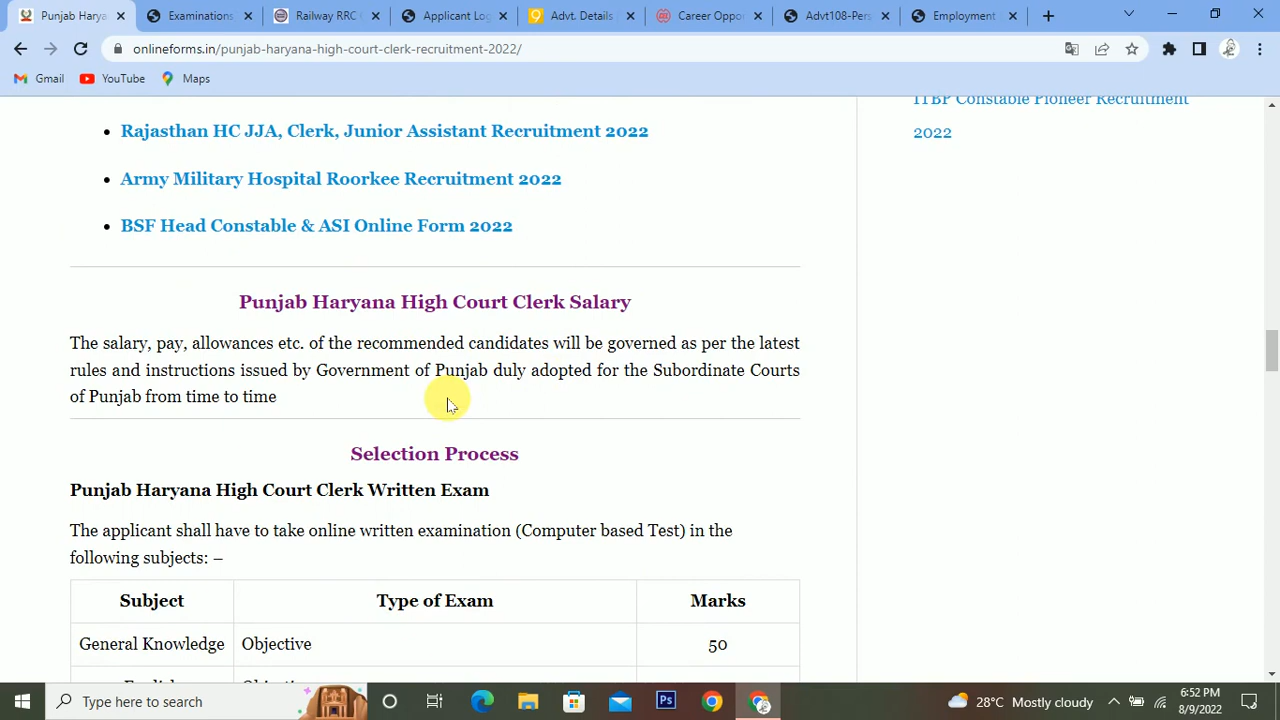 Punjab Harya
Examinations
Railway RRC
Applicant Log
Advt. Details
Career Oppor
Advt108-Pers
Employment
onlineforms.in/punjab-haryana-high-court-clerk-recruitment-2022/
Gmail
YouTube
Maps
ITBP Constable Pioneer Recruitment
2022
Rajasthan HC JJA, Clerk, Junior Assistant Recruitment 2022
Army Military Hospital Roorkee Recruitment 2022
BSF Head Constable & ASI Online Form 2022
Punjab Haryana High Court Clerk Salary
The salary, pay, allowances etc. of the recommended candidates will be governed as per the latest
rules and instructions issued by Government of Punjab duly adopted for the Subordinate Courts
of Punjab from time to time
Selection Process
Punjab Haryana High Court Clerk Written Exam
The applicant shall have to take online written examination (Computer based Test) in the
following subjects: –
Subject Type of Exam Marks
General Knowledge Objective 50
Type here to search
Ps
28°C Mostly cloudy
6:52 PM
8/9/2022